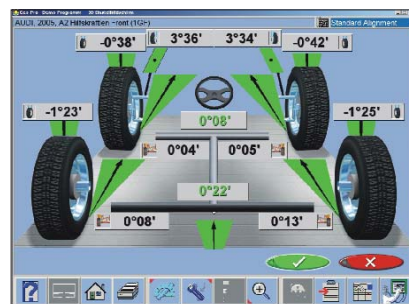 AUDI, 2005, A2 Hilfskraften Front (1GF)
Standard Alignment
-0°38' 3°36' 3°34' -0°42'
-1°23' -1°25'
0°08'
0°04' 0°05'
0°22'
0°08' 0°13'